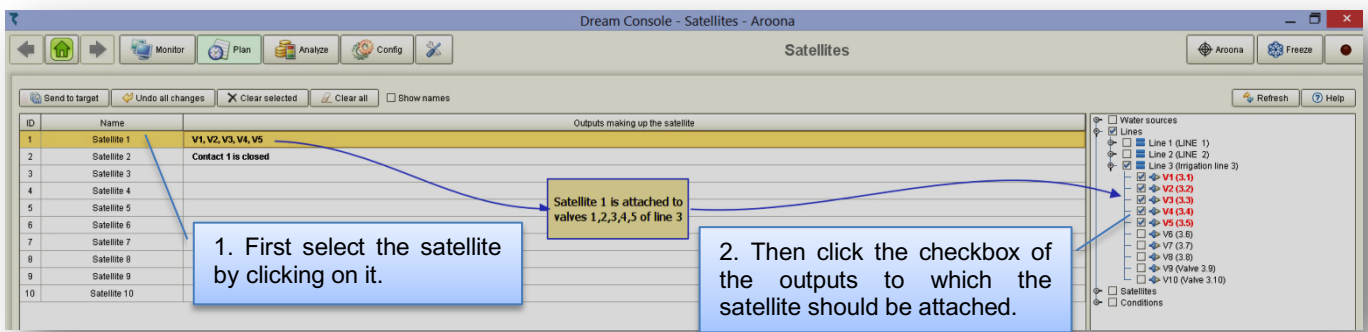 Dream Console - Satellites - Aroona
Monitor Plan Analyze Config Satellites Aroona Freeze
Send to target Undo all changes Clear selected Clear all Show names Refresh Help
ID Name Outputs making up the satellite
1 Satellite 1 V1, V2, V3, V4, V5
2 Satellite 2 Contact 1 is closed
3 Satellite 3
4 Satellite 4
5 Satellite 5
6 Satellite 6
7 Satellite 7
8 Satellite 8
9 Satellite 9
10 Satellite 10
Satellite 1 is attached to
valves 1,2,3,4,5 of line 3
1. First select the satellite
by clicking on it.
2. Then click the checkbox of
the outputs to which the
satellite should be attached.
Water sources
Lines
Line 1 (LINE 1)
Line 2 (LINE 2)
Line 3 (Irrigation line 3)
V1 (3.1)
V2 (3.2)
V3 (3.3)
V4 (3.4)
V5 (3.5)
V6 (3.6)
V7 (3.7)
V8 (3.8)
V9 (Valve 3.9)
V10 (Valve 3.10)
Satellites
Conditions